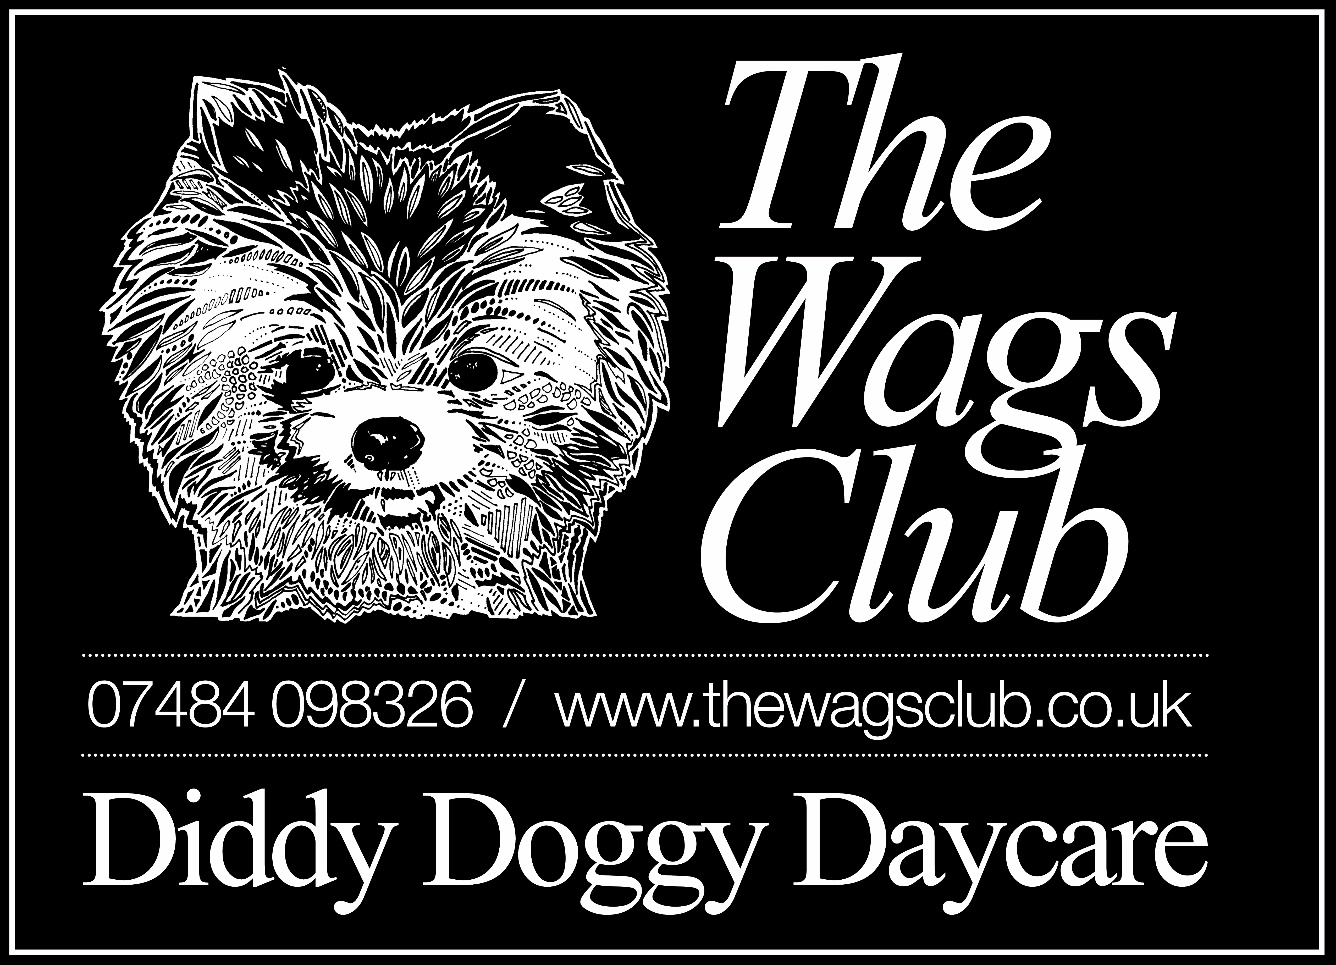 The
Wags
Club
07484 098326 / www.thewagsclub.co.uk
Diddy Doggy Daycare